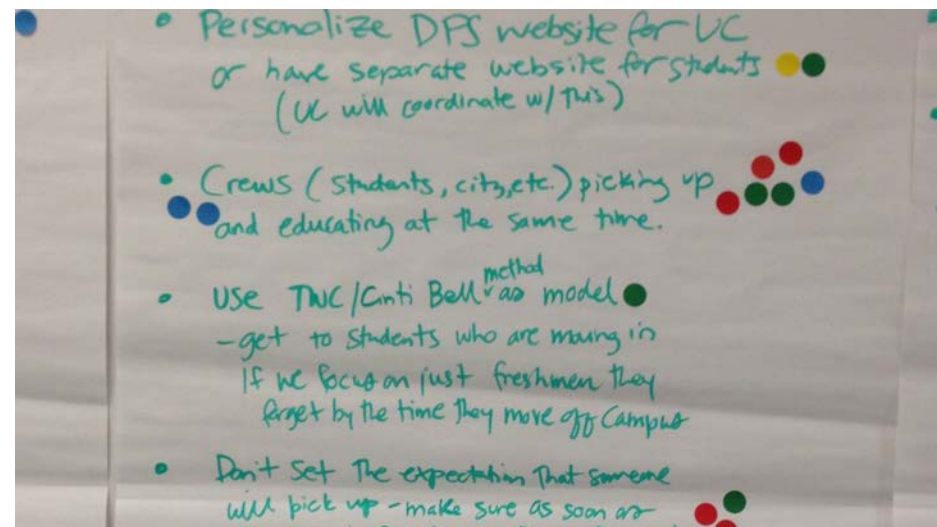 • Personalize DPS website for UC
or have separate website for students
(UC will coordinate w/ this)
• Crews (students, city, etc.) picking up
and educating at the same time.
• USE TWC/Cinti Bell method as model
- get to students who are moving in
If we focus on just freshmen they
forget by the time they move off campus
• Don't set the expectation that someone
will pick up - make sure as soon as